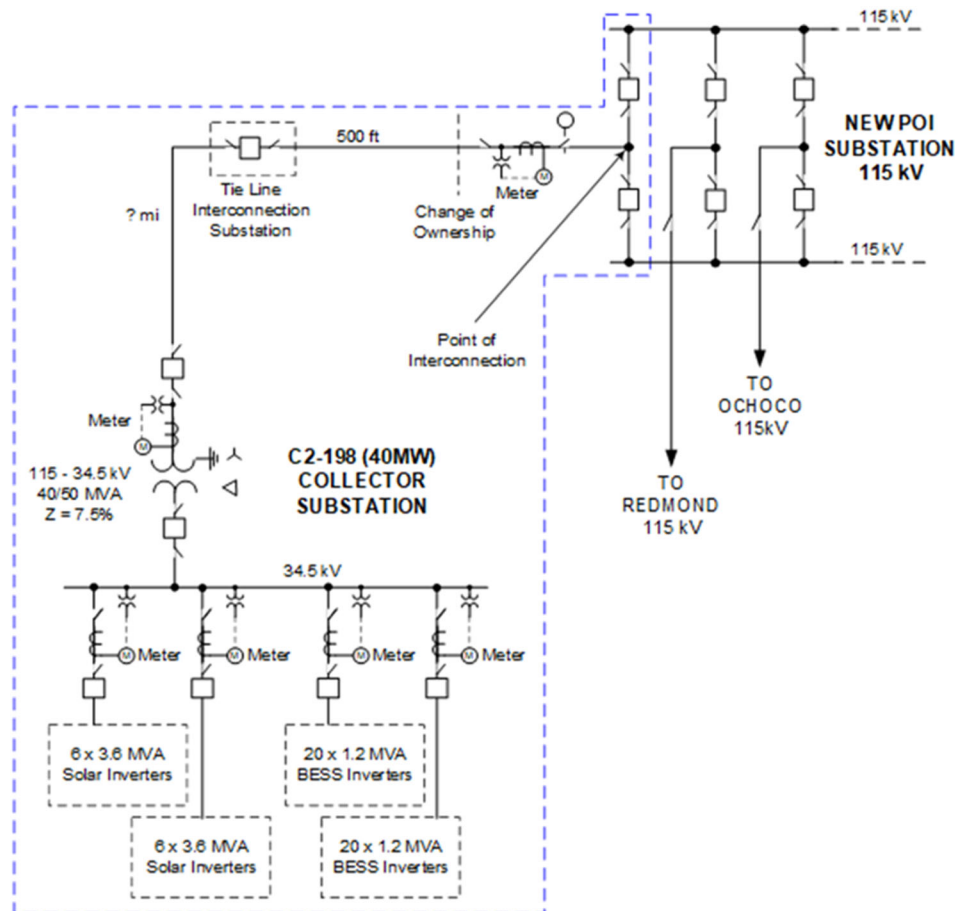 115 kV
NEW POI
SUBSTATION
115 kV
500 ft
Tie Line
Interconnection
Substation
Change of
Ownership
Meter
M
? mi
115 kV
Point of
Interconnection
TO
OCHOCO
115kV
TO
REDMOND
115 kV
Meter
M
115 - 34.5 kV
40/50 MVA
Z = 7.5%
C2-198 (40MW)
COLLECTOR
SUBSTATION
34.5 kV
M Meter
M Meter
M Meter
M Meter
6 x 3.6 MVA
Solar Inverters
20 x 1.2 MVA
BESS Inverters
6 x 3.6 MVA
Solar Inverters
20 x 1.2 MVA
BESS Inverters